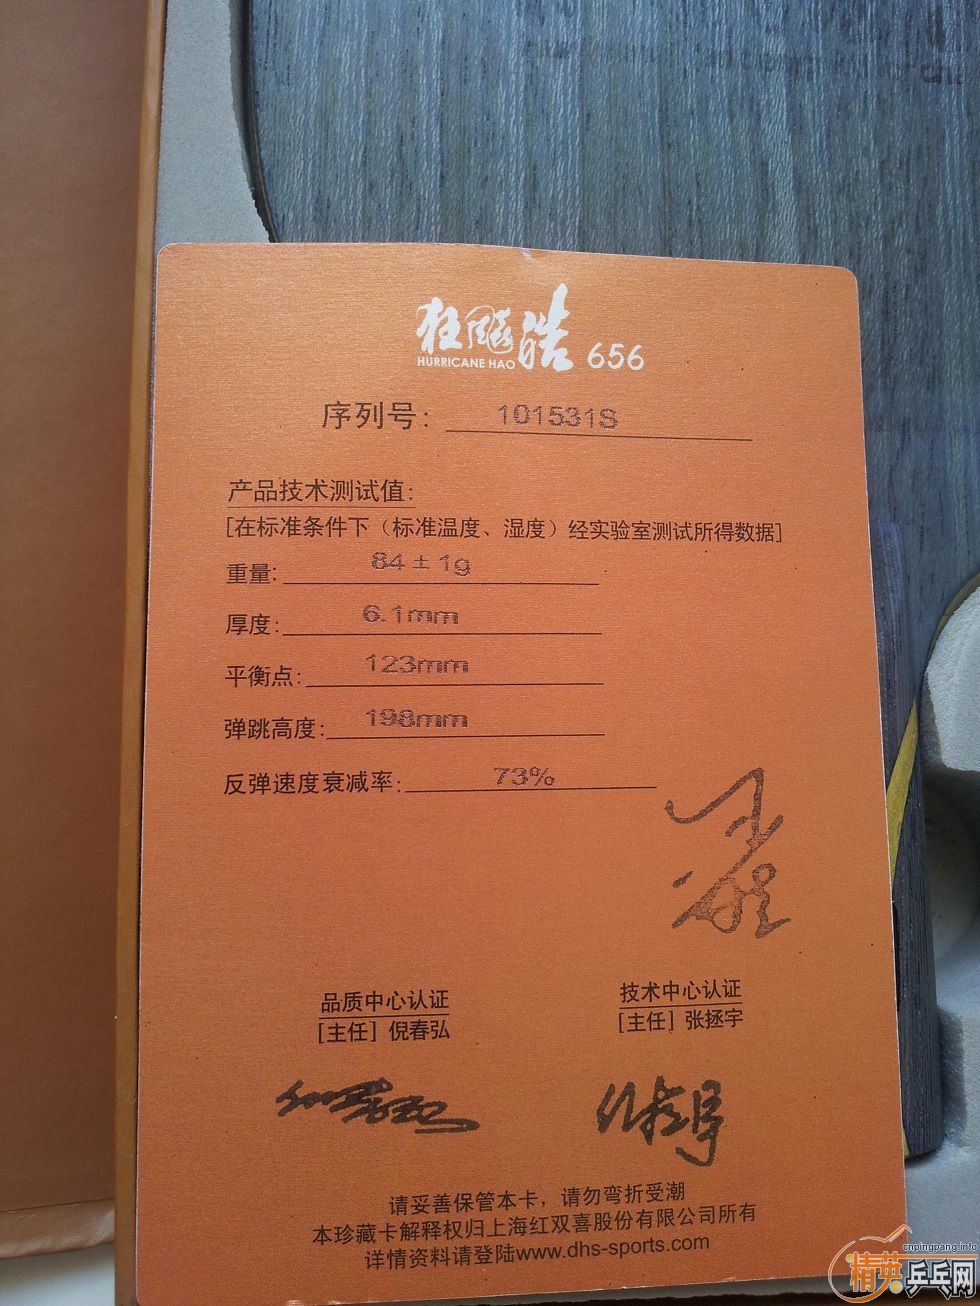 狂飚皓 656
HURRICANE HAO
序列号： 101531S
产品技术测试值：
[在标准条件下（标准温度、湿度）经实验室测试所得数据]
重量： 84±1g
厚度： 6.1mm
平衡点： 123mm
弹跳高度： 198mm
反弹速度衰减率： 73%
品质中心认证
[主任] 倪春弘
技术中心认证
[主任] 张拯宇
请妥善保管本卡，请勿弯折受潮
本珍藏卡解释权归上海红双喜股份有限公司所有
详情资料请登陆www.dhs-sports.com
cnpingpang.info
精英乒乓网